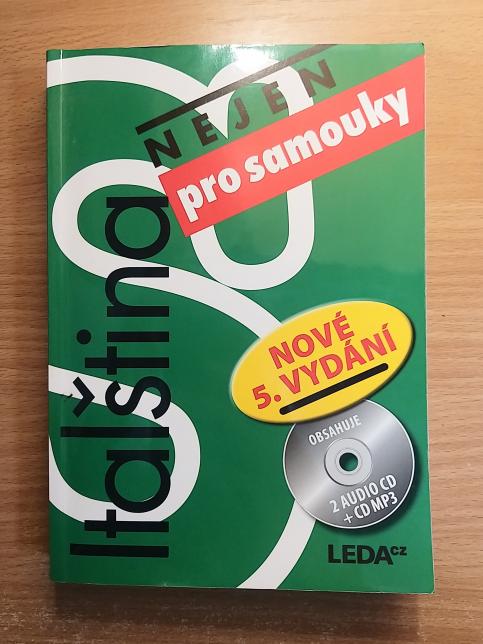 Italština
NEJEN
pro samouky
NOVÉ
5. VYDÁNÍ
OBSAHUJE
2 AUDIO CD
+ CD MP3
LEDAcz